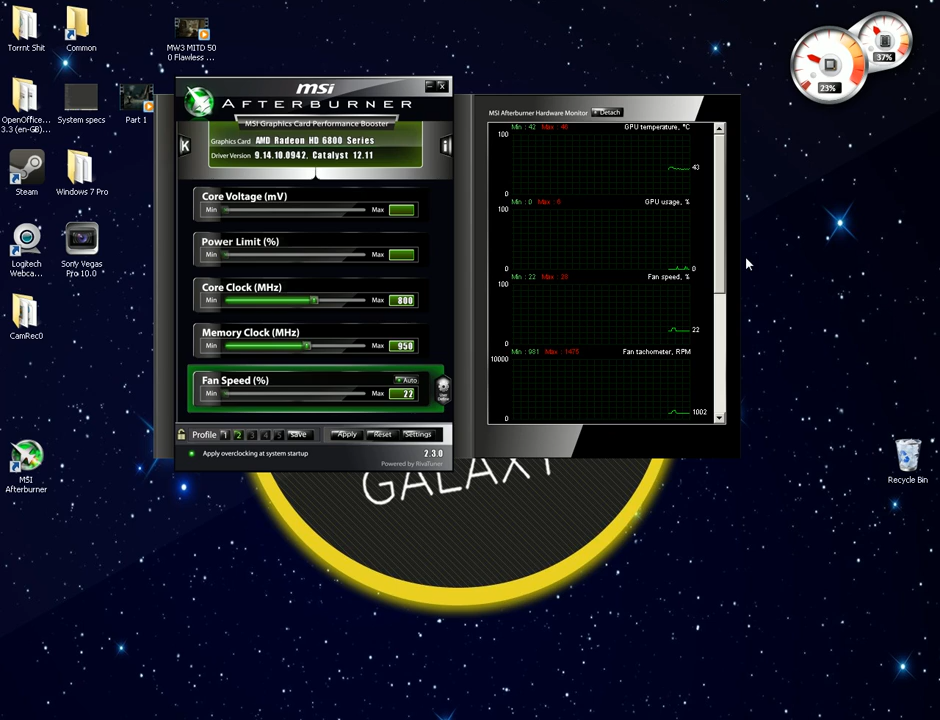 Torrnt Shit
Common
MW3 MITD 50
0 Flawless ...
OpenOffice...
3.3 (en-GB)...
System specs
Part 1
Steam
Windows 7 Pro
Logitech
Webca...
Sony Vegas
Pro 10.0
CamRec0
MSI
Afterburner
Recycle Bin
23%
37%
msi
AFTERBURNER
MSI Graphics Card Performance Booster
K
i
Graphics Card AMD Radeon HD 6800 Series
Driver Version 9.14.10.0942, Catalyst 12.11
Core Voltage (mV)
Min Max
Power Limit (%)
Min Max
Core Clock (MHz)
Min Max 800
Memory Clock (MHz)
Min Max 950
Fan Speed (%) Auto
Min Max 22
User
Define
Profile 1 2 3 4 5 save Apply Reset Settings
Apply overclocking at system startup 2.3.0
Powered by RivaTuner
MSI Afterburner Hardware Monitor Detach
Min : 42 Max : 46 GPU temperature, °C
100
43
0
Min : 0 Max : 6 GPU usage, %
100
0
0
Min : 22 Max : 28 Fan speed, %
100
22
0
Min : 981 Max : 1475 Fan tachometer, RPM
10000
1002
0
GALAXY